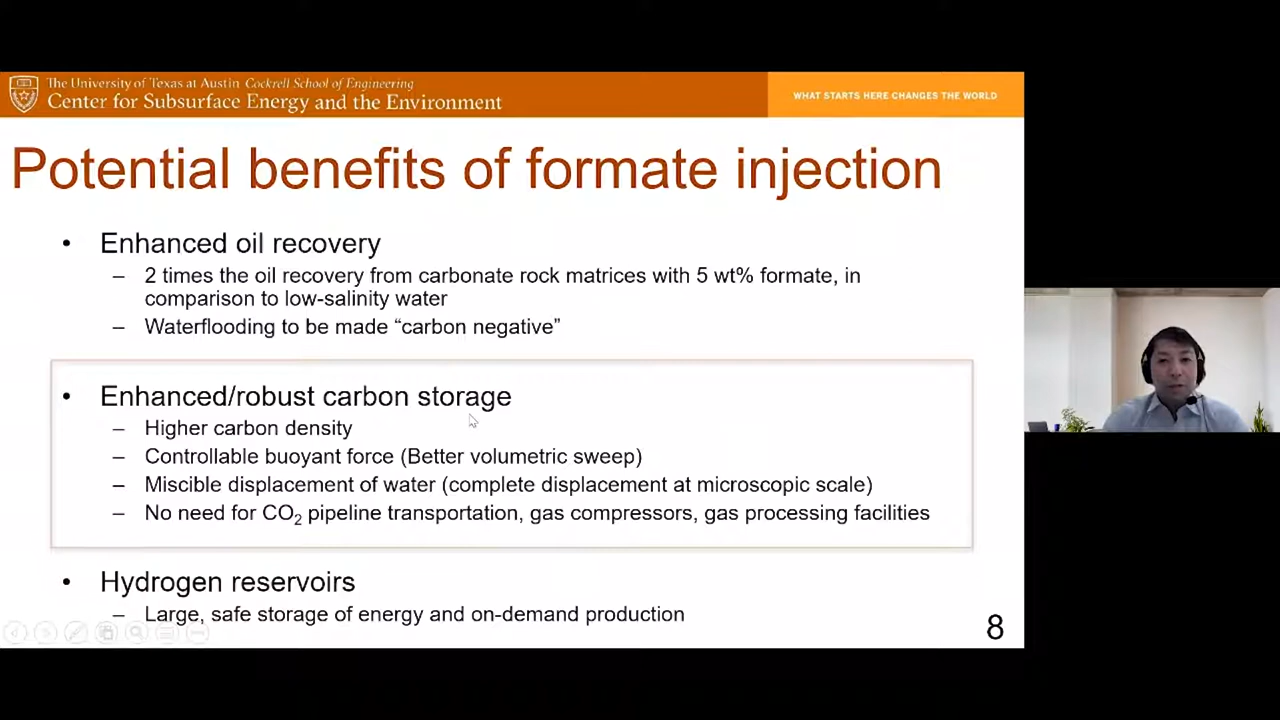 The University of Texas at Austin Cockrell School of Engineering
Center for Subsurface Energy and the Environment
WHAT STARTS HERE CHANGES THE WORLD
Potential benefits of formate injection
• Enhanced oil recovery
– 2 times the oil recovery from carbonate rock matrices with 5 wt% formate, in
comparison to low-salinity water
– Waterflooding to be made “carbon negative”
• Enhanced/robust carbon storage
– Higher carbon density
– Controllable buoyant force (Better volumetric sweep)
– Miscible displacement of water (complete displacement at microscopic scale)
– No need for CO₂ pipeline transportation, gas compressors, gas processing facilities
• Hydrogen reservoirs
– Large, safe storage of energy and on-demand production
8